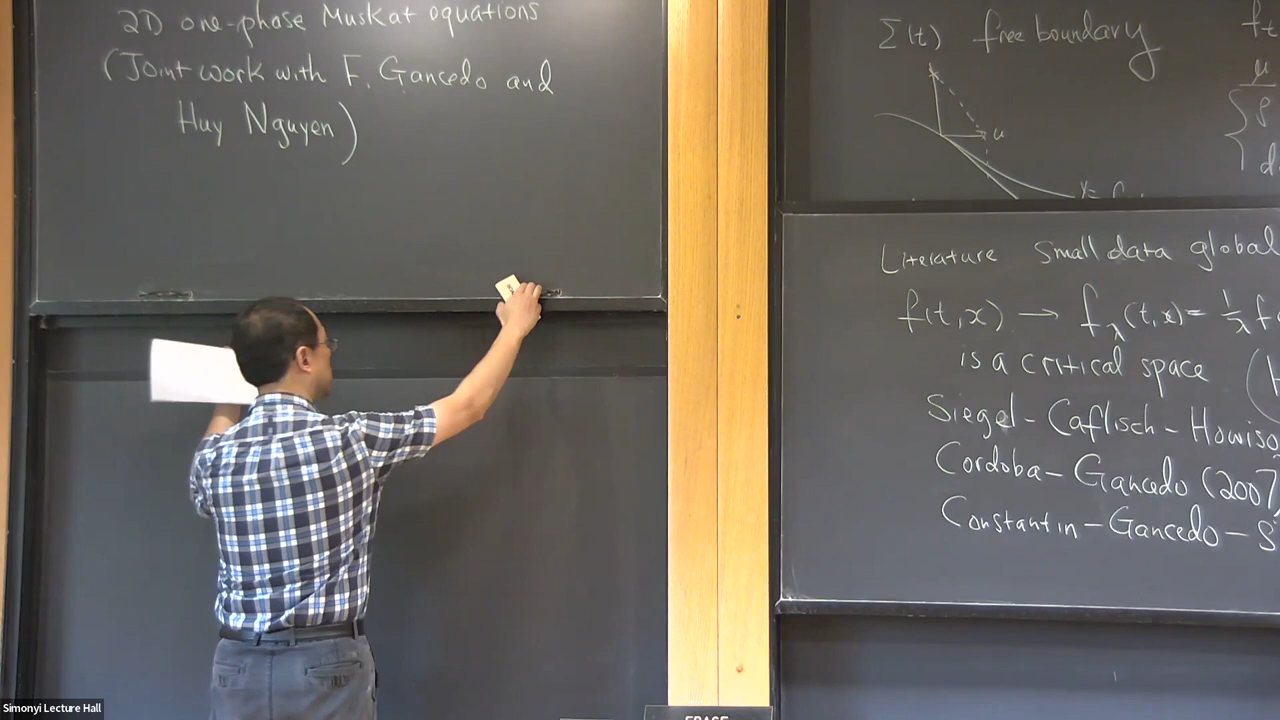 2D one-phase Muskat equations
(Joint work with F. Gancedo and
Huy Nguyen)
Σ(t) free boundary
u
y=
Literature small data global
f(t,x) → f_λ(t,x) = 1/λ f
is a critical space
Siegel - Caflisch - Howiso
Cordoba - Gancedo (2007)
Constantin - Gancedo - S
f_t
μ
ρ
d
Simonyi Lecture Hall
ERASE